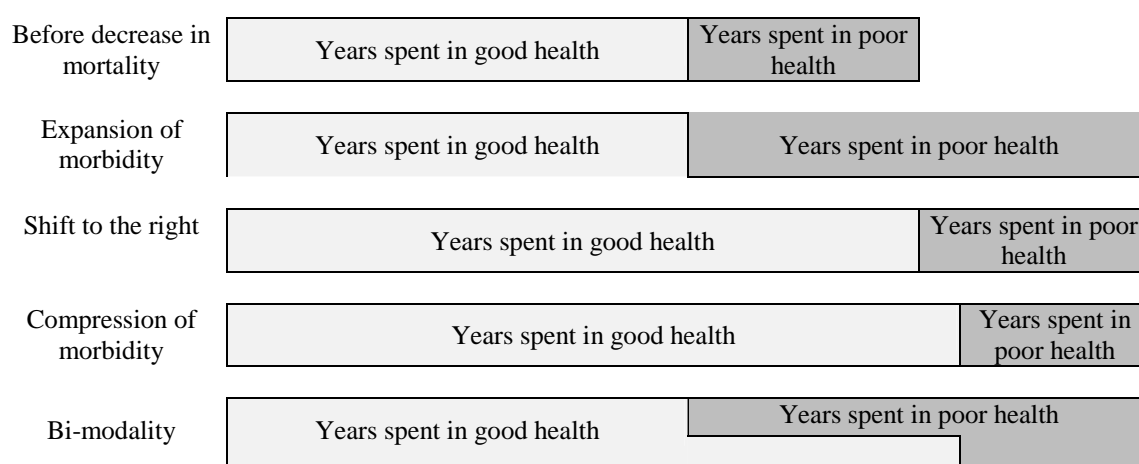 Before decrease in
mortality
Years spent in good health
Years spent in poor
health
Expansion of
morbidity
Years spent in good health
Years spent in poor health
Shift to the right
Years spent in good health
Years spent in poor
health
Compression of
morbidity
Years spent in good health
Years spent in
poor health
Bi-modality
Years spent in good health
Years spent in poor health